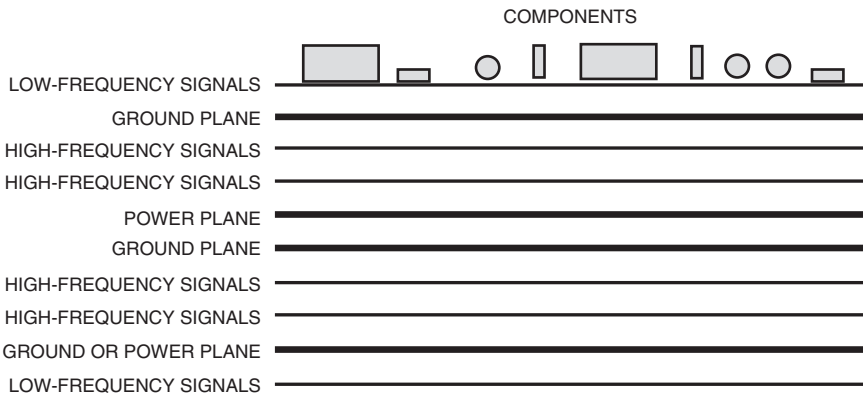 COMPONENTS
LOW-FREQUENCY SIGNALS
GROUND PLANE
HIGH-FREQUENCY SIGNALS
HIGH-FREQUENCY SIGNALS
POWER PLANE
GROUND PLANE
HIGH-FREQUENCY SIGNALS
HIGH-FREQUENCY SIGNALS
GROUND OR POWER PLANE
LOW-FREQUENCY SIGNALS